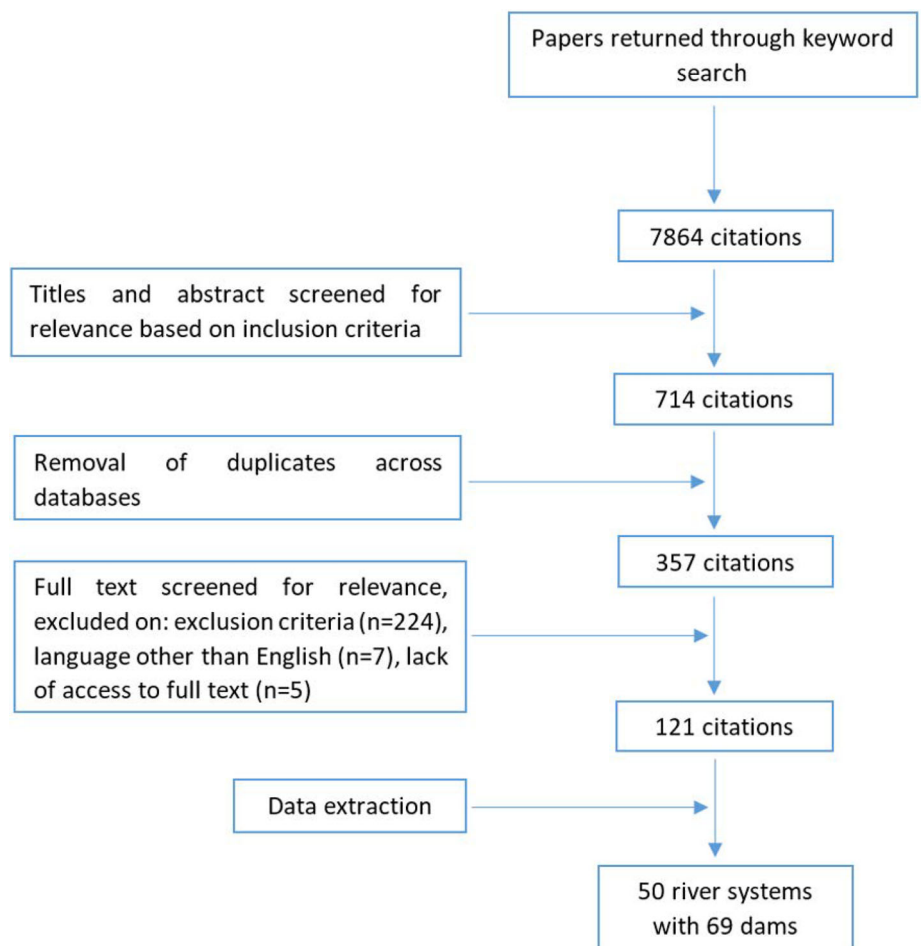 Papers returned through keyword
search
7864 citations
Titles and abstract screened for
relevance based on inclusion criteria
714 citations
Removal of duplicates across
databases
357 citations
Full text screened for relevance,
excluded on: exclusion criteria (n=224),
language other than English (n=7), lack
of access to full text (n=5)
121 citations
Data extraction
50 river systems
with 69 dams